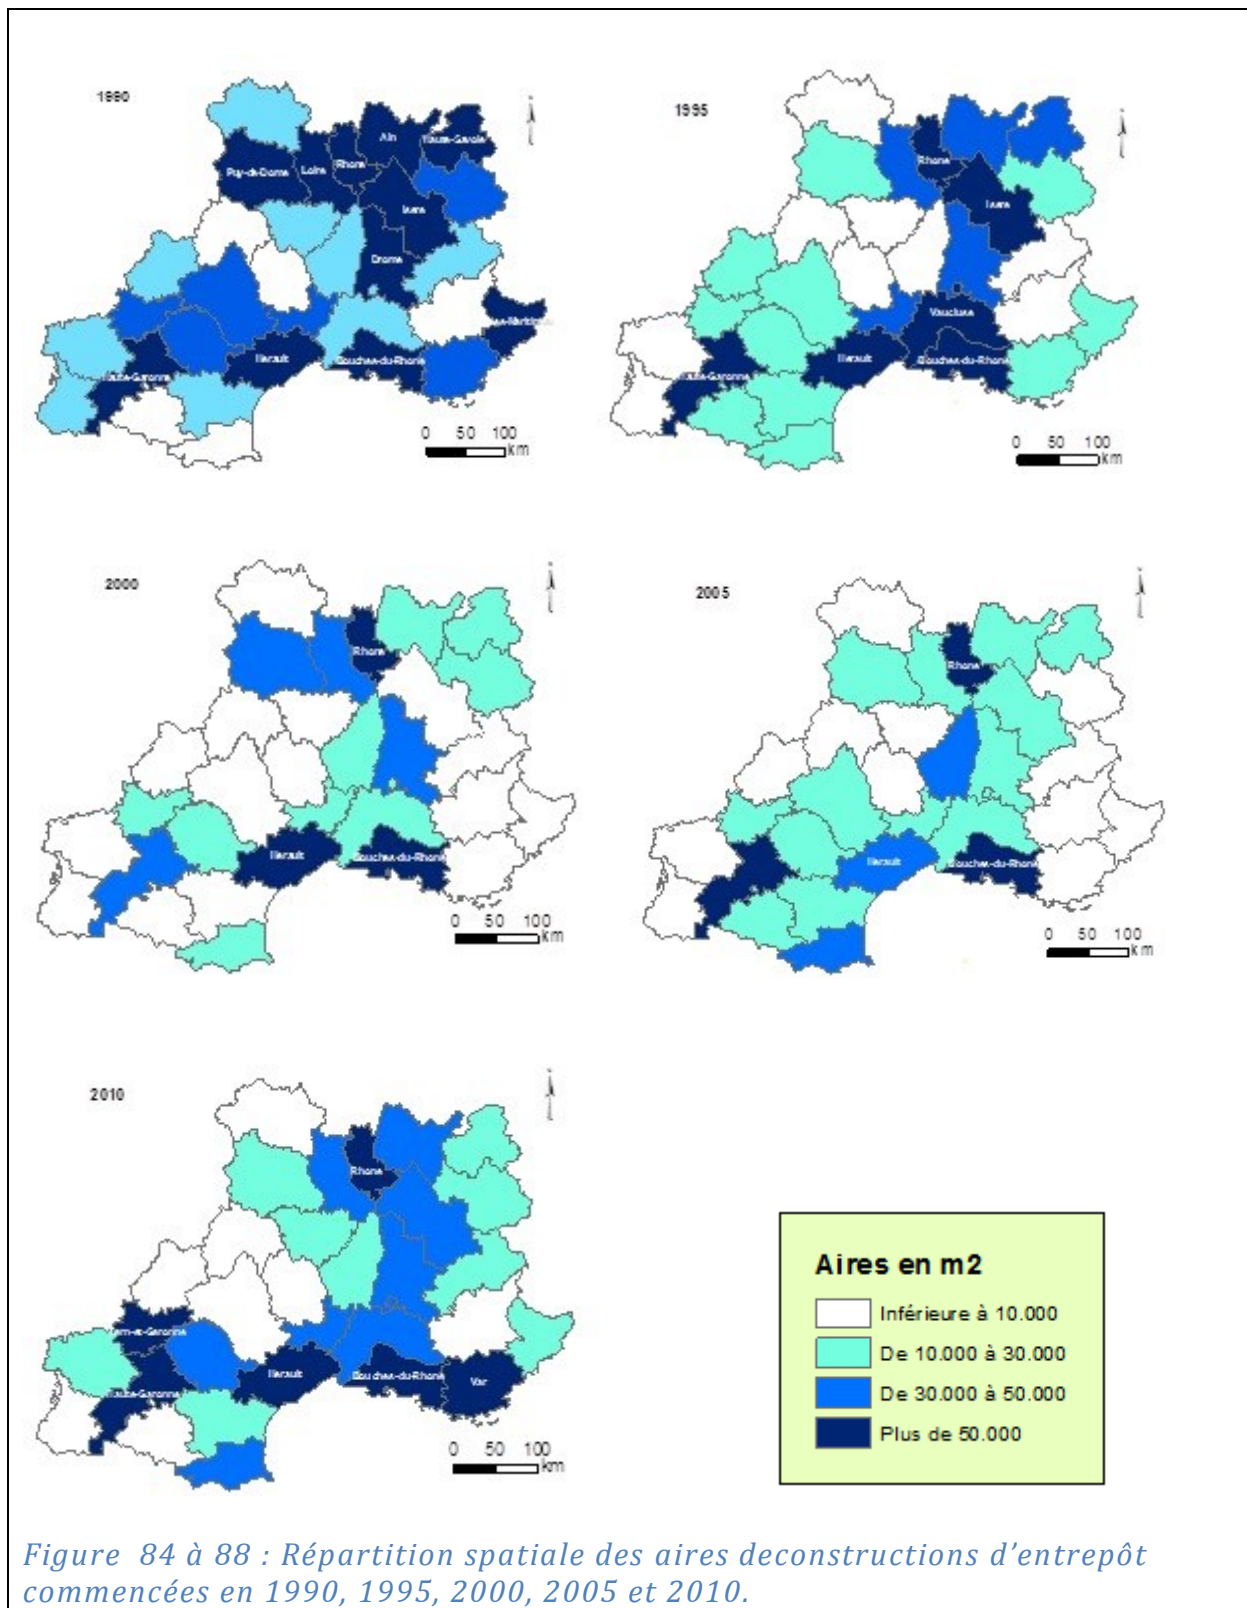 1990
Puy-de-Dome
Loire
Rhone
Ain
Haute-Savoie
Isere
Drome
Herault
Bouches-du-Rhone
0 50 100
km
1995
Rhone
Isere
Vaucluse
Herault
Bouches-du-Rhone
0 50 100
km
2000
Rhone
Herault
Bouches-du-Rhone
0 50 100
km
2005
Rhone
Herault
Bouches-du-Rhone
0 50 100
km
2010
Rhone
Herault
Bouches-du-Rhone
Var
0 50 100
km
Aires en m2
Inférieure à 10.000
De 10.000 à 30.000
De 30.000 à 50.000
Plus de 50.000
Figure 84 à 88 : Répartition spatiale des aires deconstructions d’entrepôt
commencées en 1990, 1995, 2000, 2005 et 2010.